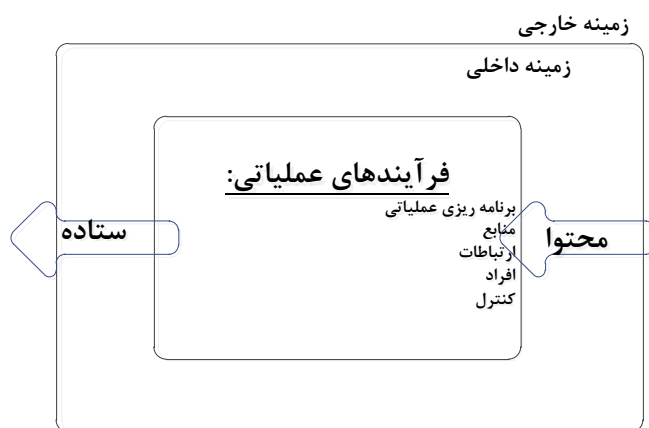 زمینه خارجی
زمینه داخلی
فرآیندهای عملیاتی:
برنامه ریزی عملیاتی
منابع
ارتباطات
افراد
کنترل
محتوا
ستاده